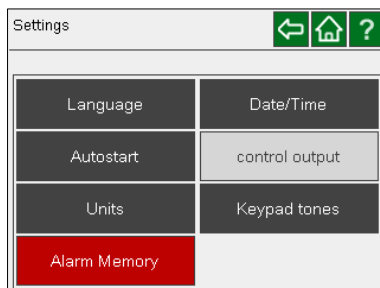 Settings
?
Language
Date/Time
Autostart
control output
Units
Keypad tones
Alarm Memory